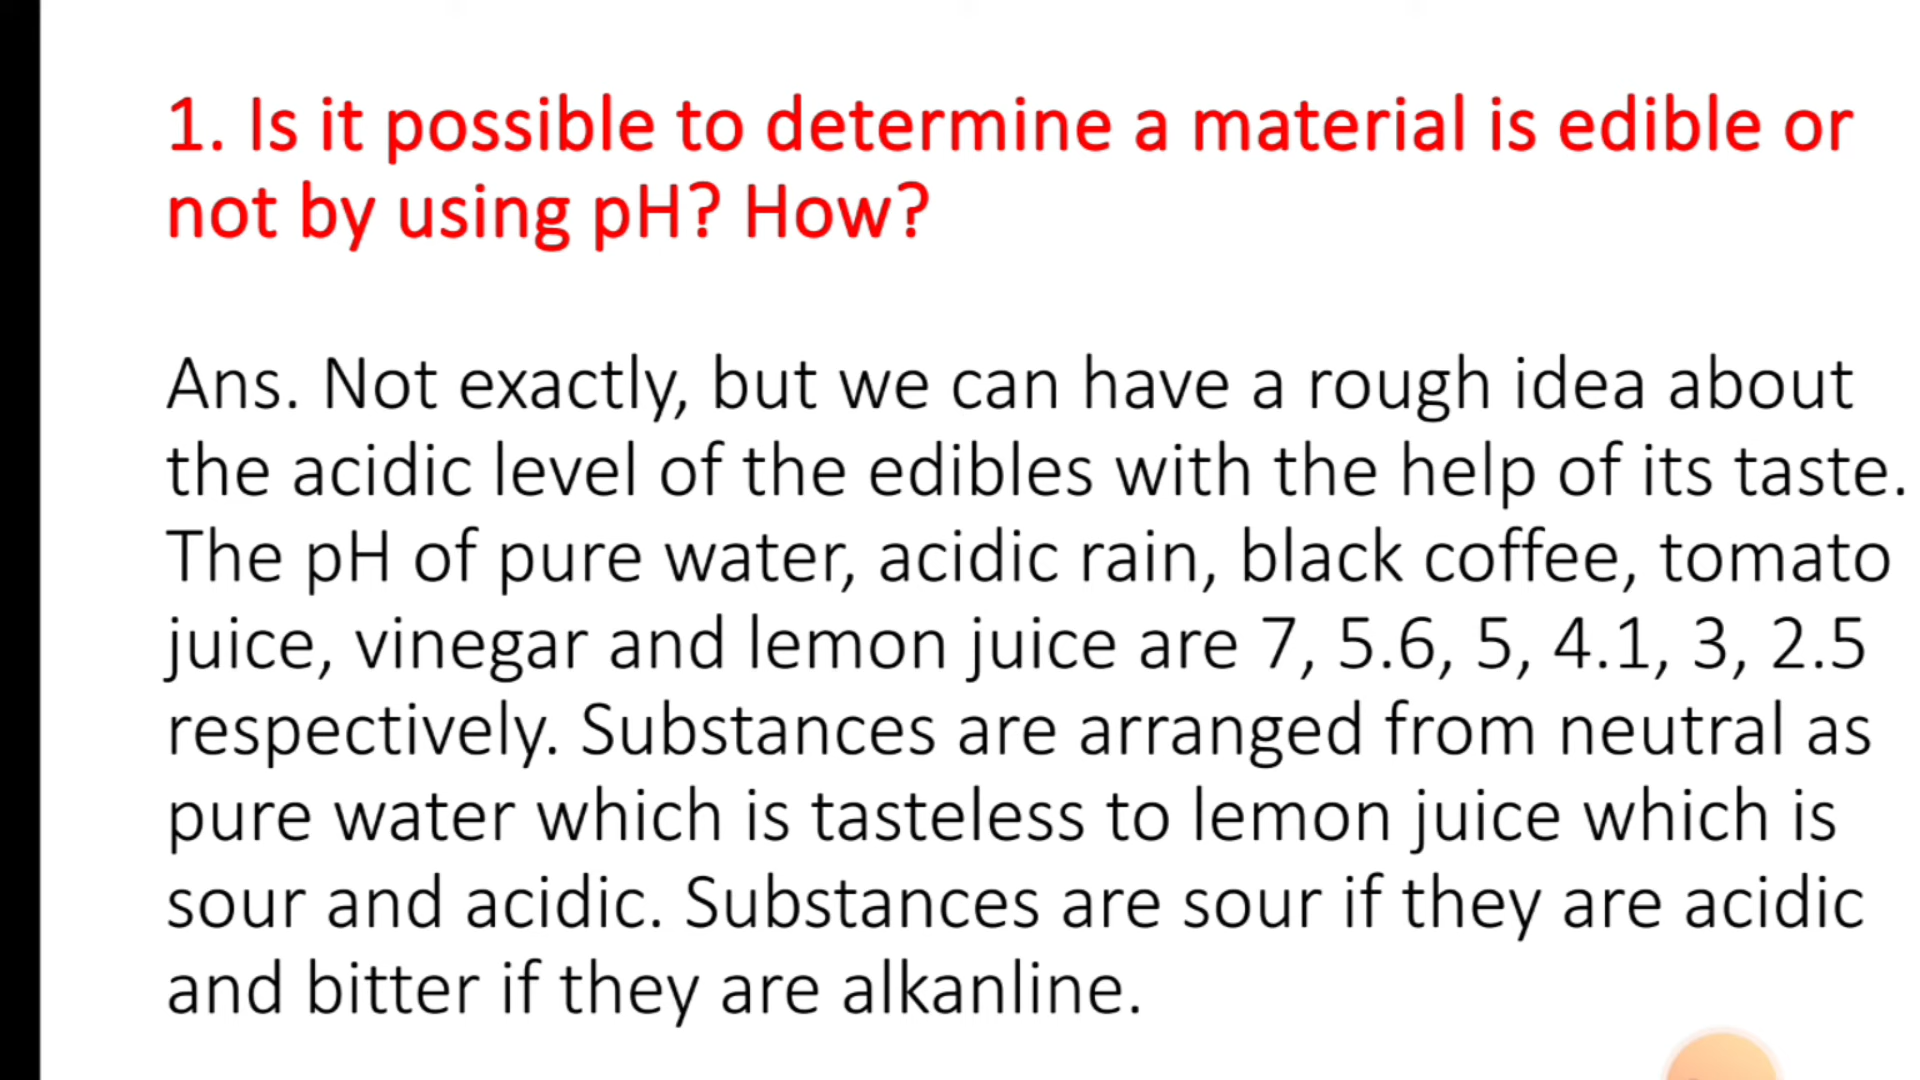 1. Is it possible to determine a material is edible or
not by using pH? How?
Ans. Not exactly, but we can have a rough idea about
the acidic level of the edibles with the help of its taste.
The pH of pure water, acidic rain, black coffee, tomato
juice, vinegar and lemon juice are 7, 5.6, 5, 4.1, 3, 2.5
respectively. Substances are arranged from neutral as
pure water which is tasteless to lemon juice which is
sour and acidic. Substances are sour if they are acidic
and bitter if they are alkanline.